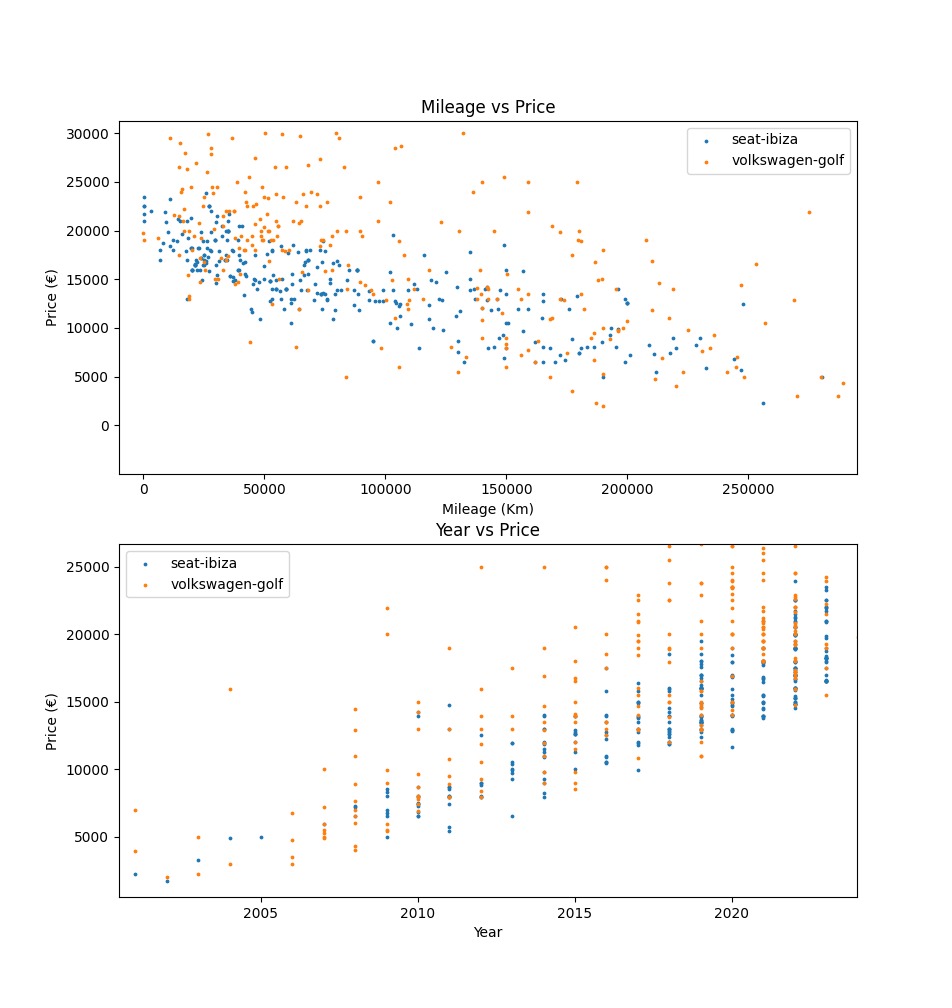 Mileage vs Price
30000
25000
20000
15000
10000
5000
0
Price (€)
seat-ibiza
volkswagen-golf
0
50000
100000
150000
200000
250000
Mileage (Km)
Year vs Price
25000
20000
15000
10000
5000
Price (€)
seat-ibiza
volkswagen-golf
2005
2010
2015
2020
Year